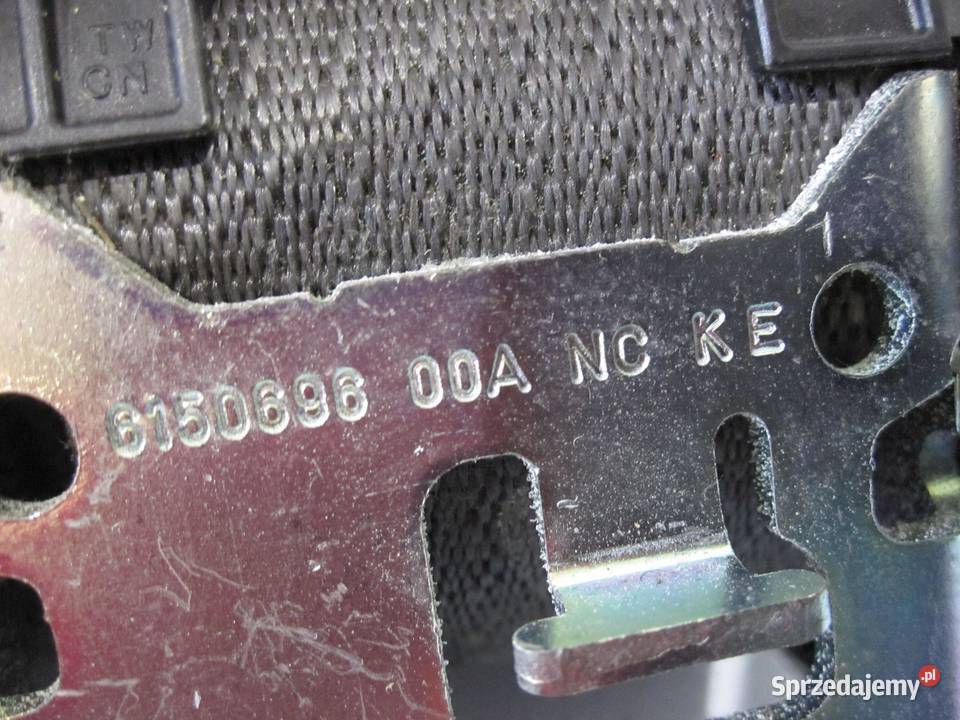 TW
CN
6150696 00A NC KE
Sprzedajemy.pl